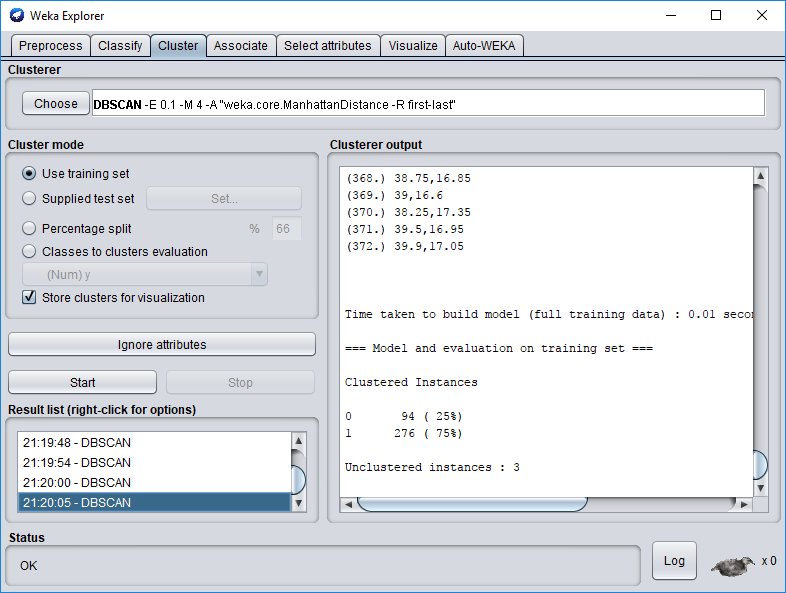 Weka Explorer
Preprocess Classify Cluster Associate Select attributes Visualize Auto-WEKA
Clusterer
Choose DBSCAN -E 0.1 -M 4 -A "weka.core.ManhattanDistance -R first-last"
Cluster mode
Use training set
Supplied test set Set...
Percentage split % 66
Classes to clusters evaluation
(Num) y
Store clusters for visualization
Ignore attributes
Start Stop
Result list (right-click for options)
21:19:48 - DBSCAN
21:19:54 - DBSCAN
21:20:00 - DBSCAN
21:20:05 - DBSCAN
Clusterer output
(368.) 38.75,16.85
(369.) 39,16.6
(370.) 38.25,17.35
(371.) 39.5,16.95
(372.) 39.9,17.05
Time taken to build model (full training data) : 0.01 secon
=== Model and evaluation on training set ===
Clustered Instances
0 94 ( 25%)
1 276 ( 75%)
Unclustered instances : 3
Status
OK
Log x 0